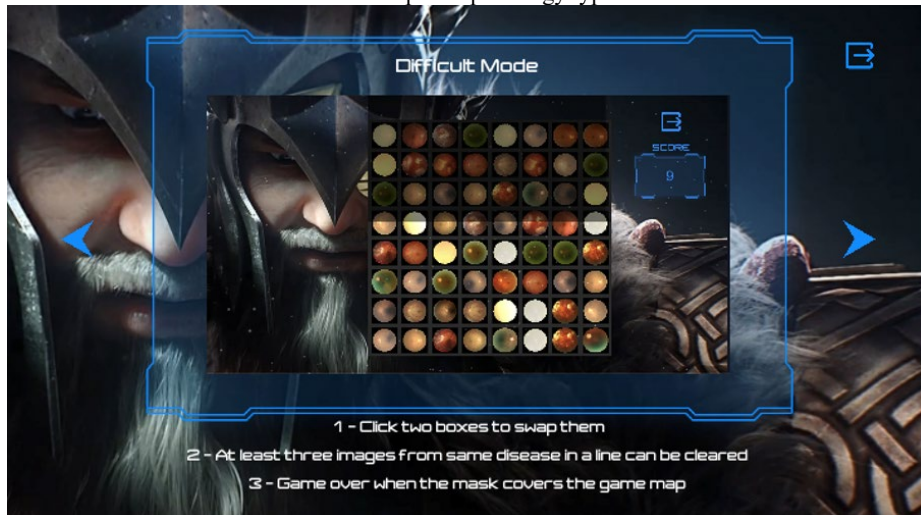 Difficult Mode
SCORE
9
1 - Click two boxes to swap them
2 - At least three images from same disease in a line can be cleared
3 - Game over when the mask covers the game map